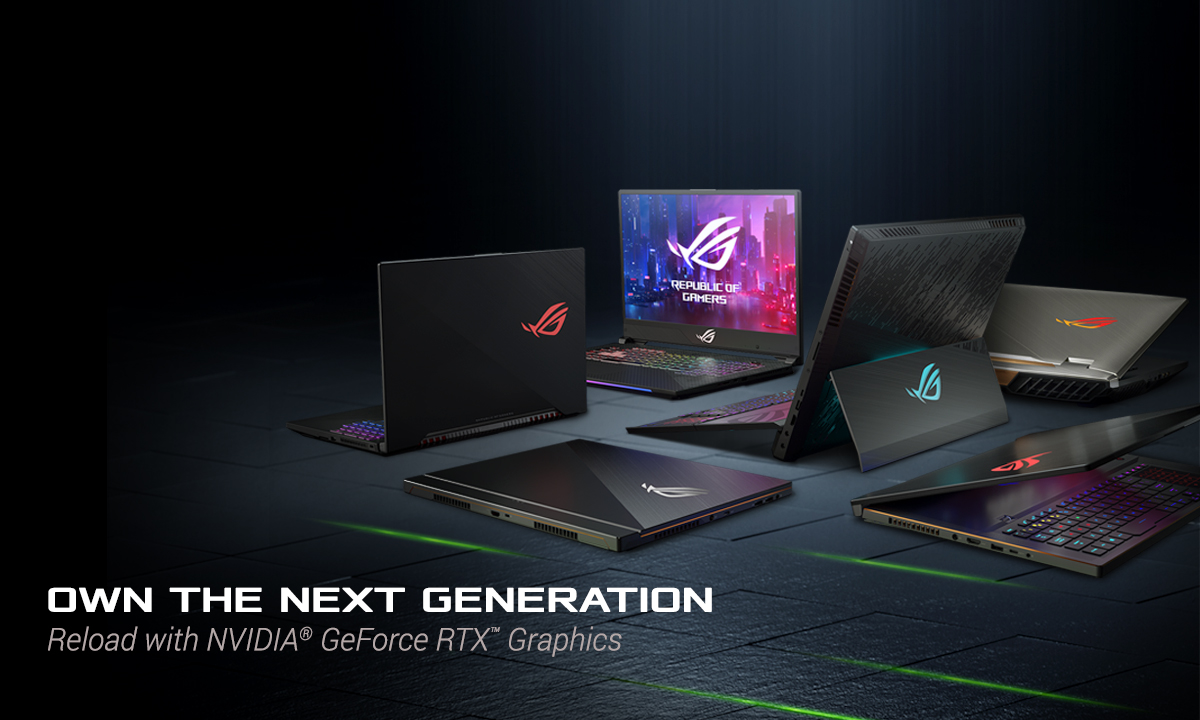 REPUBLIC OF
GAMERS
OWN THE NEXT GENERATION
Reload with NVIDIA® GeForce RTX™ Graphics